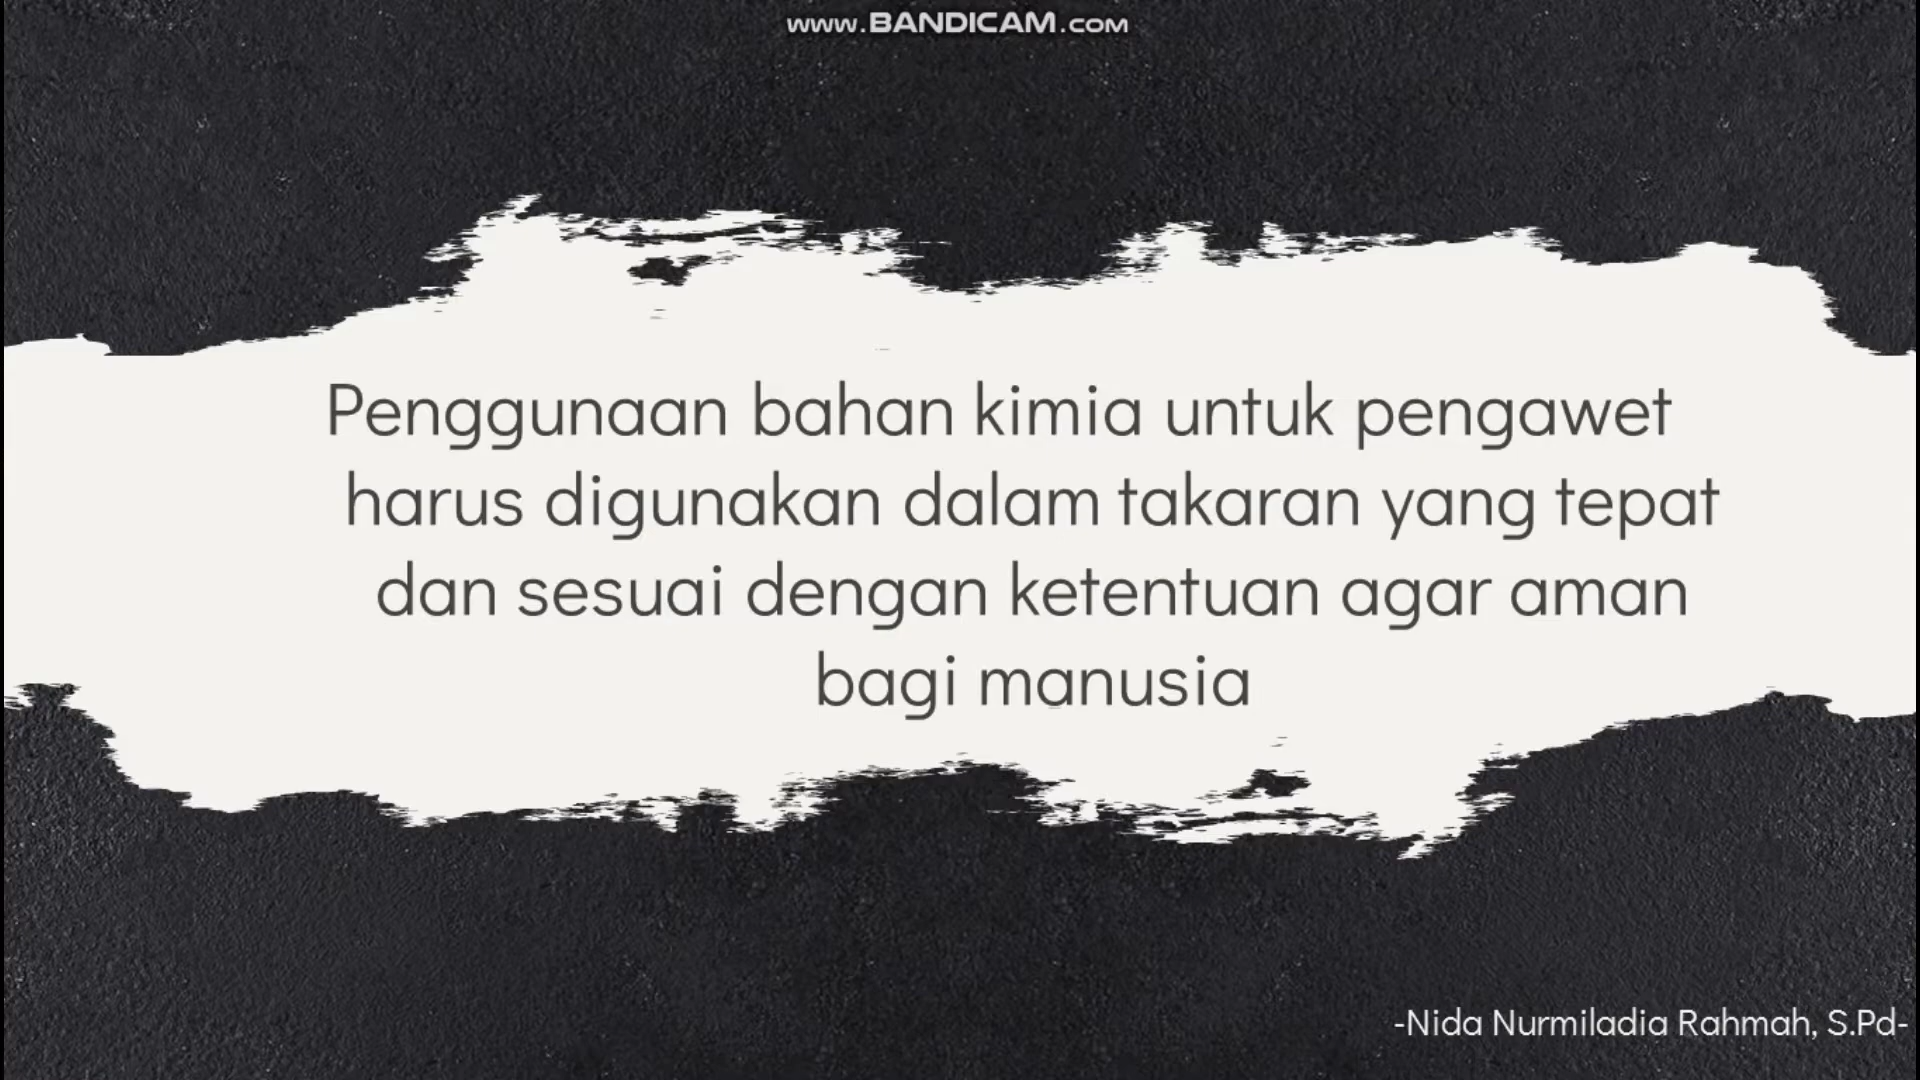 www.BANDICAM.COM
Penggunaan bahan kimia untuk pengawet
harus digunakan dalam takaran yang tepat
dan sesuai dengan ketentuan agar aman
bagi manusia
-Nida Nurmiladia Rahmah, S.Pd-